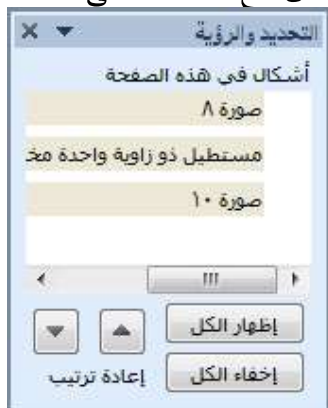 التحديد والرؤية
أشكال في هذه الصفحة
صورة ٨
مستطيل ذو زاوية واحدة مخ
صورة ١٠
إظهار الكل
إخفاء الكل
إعادة ترتيب